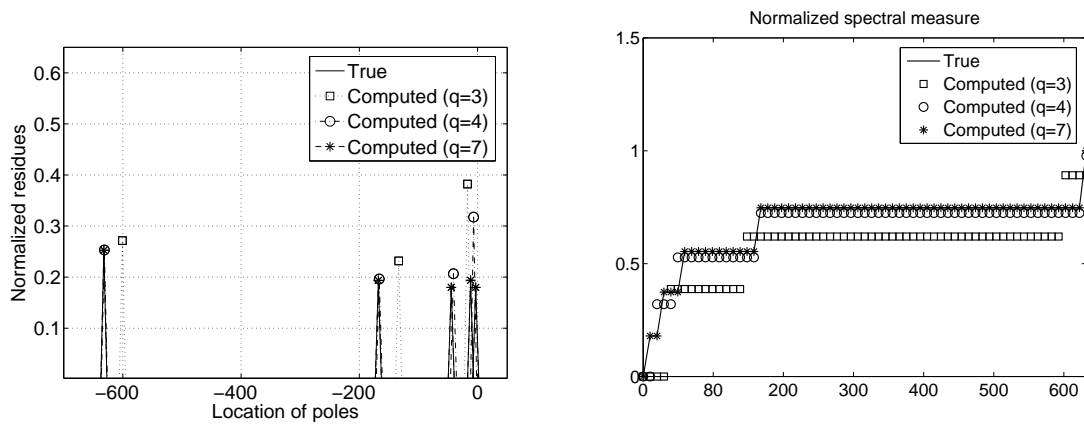 0.6
0.5
0.4
0.3
0.2
0.1
−600 −400 −200 0
Location of poles
Normalized residues
True
Computed (q=3)
Computed (q=4)
Computed (q=7)
Normalized spectral measure
1.5
1
0.5
0
0 80 200 300 400 500 600
True
Computed (q=3)
Computed (q=4)
Computed (q=7)